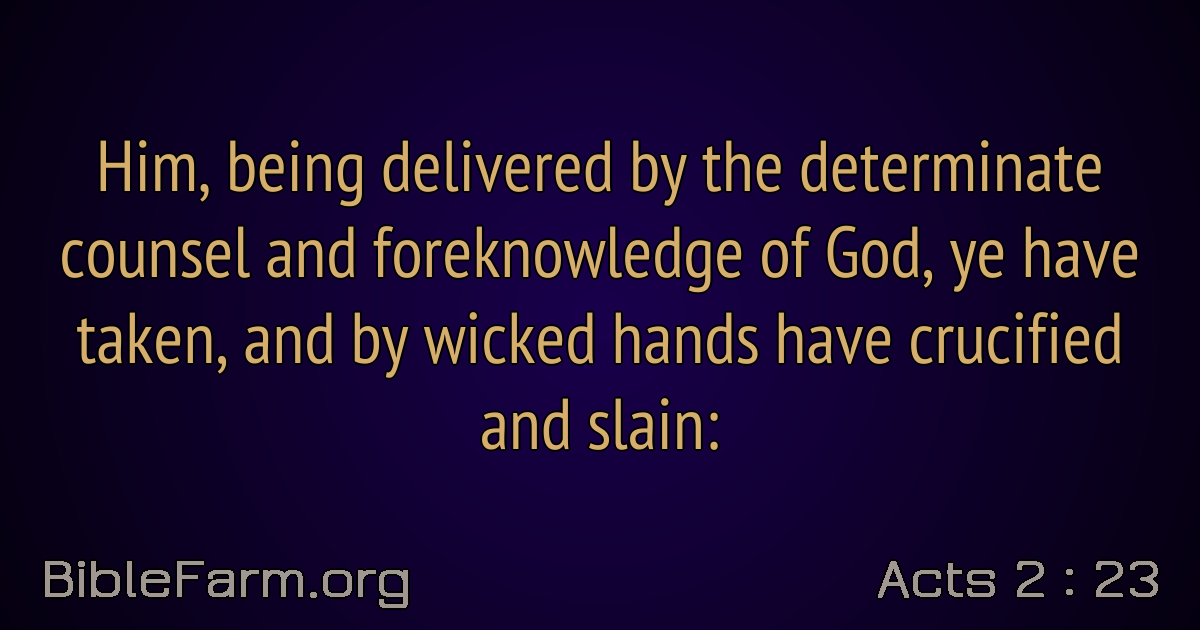 Him, being delivered by the determinate
counsel and foreknowledge of God, ye have
taken, and by wicked hands have crucified
and slain:
BibleFarm.org
Acts 2 : 23